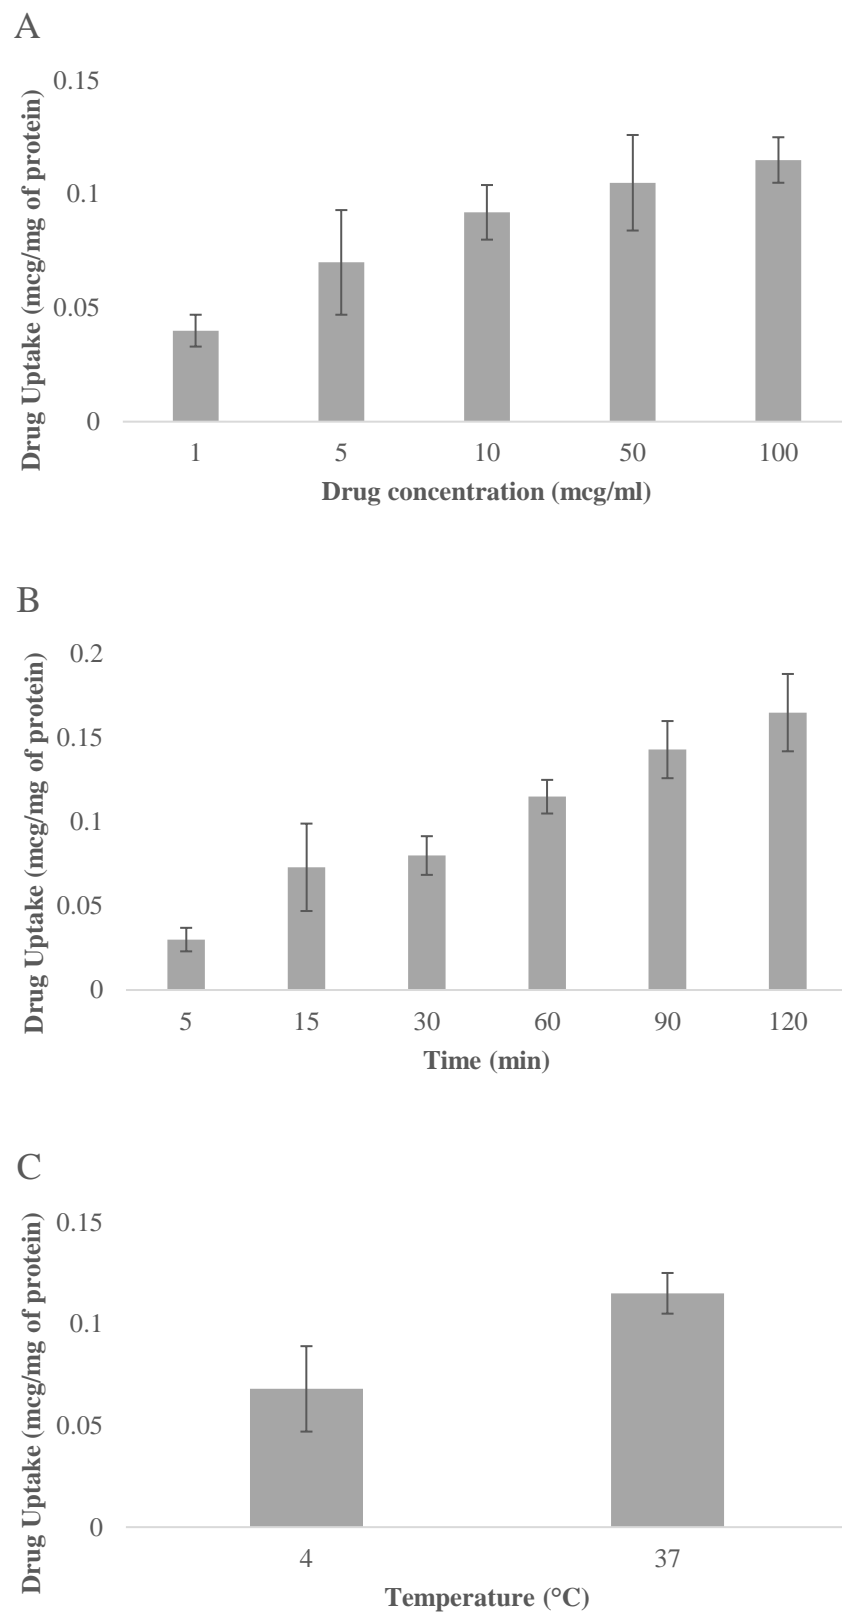 A
Drug Uptake (mcg/mg of protein)
0.15
0.1
0.05
0
1 5 10 50 100
Drug concentration (mcg/ml)
B
Drug Uptake (mcg/mg of protein)
0.2
0.15
0.1
0.05
0
5 15 30 60 90 120
Time (min)
C
Drug Uptake (mcg/mg of protein)
0.15
0.1
0.05
0
4 37
Temperature (°C)